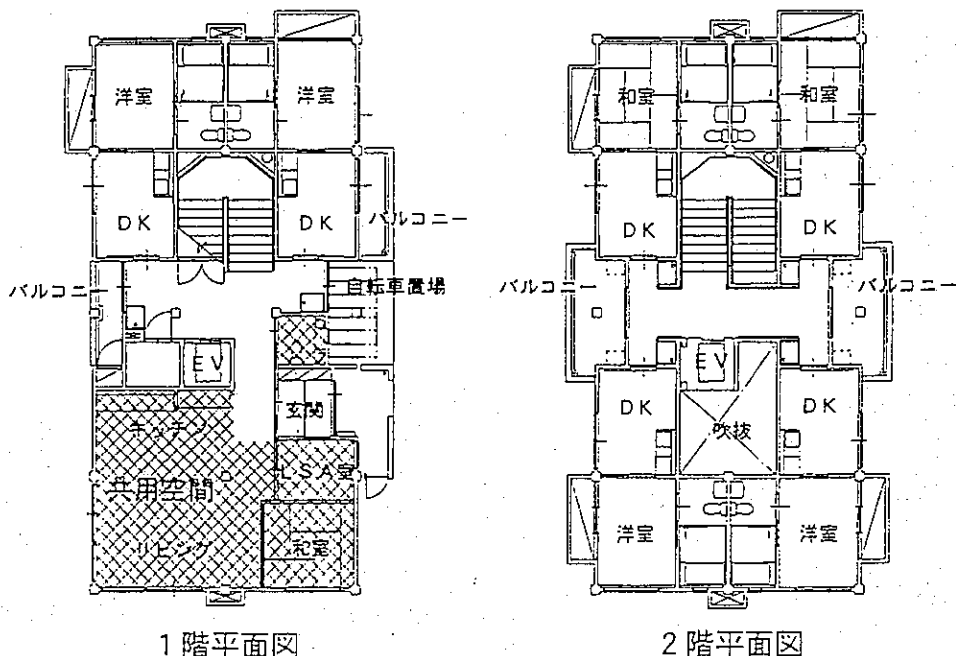 洋室
洋室
DK
DK
バルコニー
バルコニー
自転車置場
EV
玄関
キッチン
LSA室
共用空間
リビング
和室
1階平面図
和室
和室
DK
DK
バルコニー
バルコニー
EV
DK
DK
吹抜
洋室
洋室
2階平面図